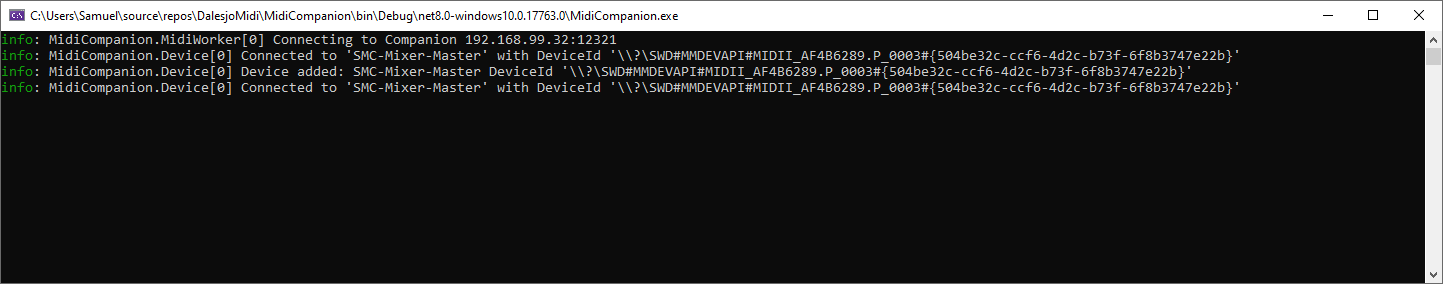 C:\Users\Samuel\source\repos\DalesjoMidi\MidiCompanion\bin\Debug\net8.0-windows10.0.17763.0\MidiCompanion.exe
info: MidiCompanion.MidiWorker[0] Connecting to Companion 192.168.99.32:12321
info: MidiCompanion.Device[0] Connected to 'SMC-Mixer-Master' with DeviceId '\\?\SWD#MMDEVAPI#MIDII_AF4B6289.P_0003#{504be32c-ccf6-4d2c-b73f-6f8b3747e22b}'
info: MidiCompanion.Device[0] Device added: SMC-Mixer-Master DeviceId '\\?\SWD#MMDEVAPI#MIDII_AF4B6289.P_0003#{504be32c-ccf6-4d2c-b73f-6f8b3747e22b}'
info: MidiCompanion.Device[0] Connected to 'SMC-Mixer-Master' with DeviceId '\\?\SWD#MMDEVAPI#MIDII_AF4B6289.P_0003#{504be32c-ccf6-4d2c-b73f-6f8b3747e22b}'